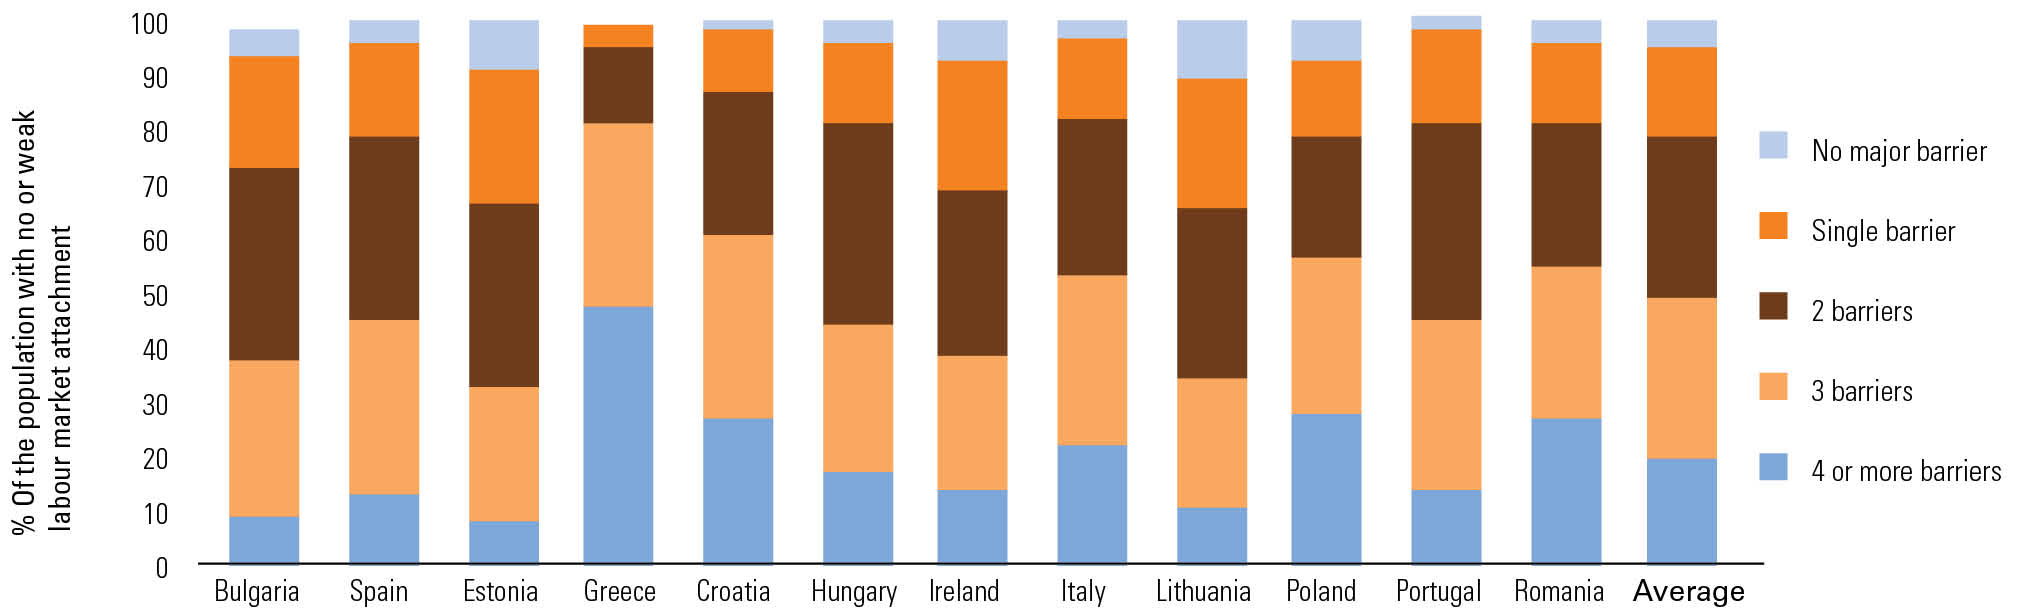 % Of the population with no or weak
labour market attachment
100
90
80
70
60
50
40
30
20
10
0
Bulgaria
Spain
Estonia
Greece
Croatia
Hungary
Ireland
Italy
Lithuania
Poland
Portugal
Romania
Average
No major barrier
Single barrier
2 barriers
3 barriers
4 or more barriers